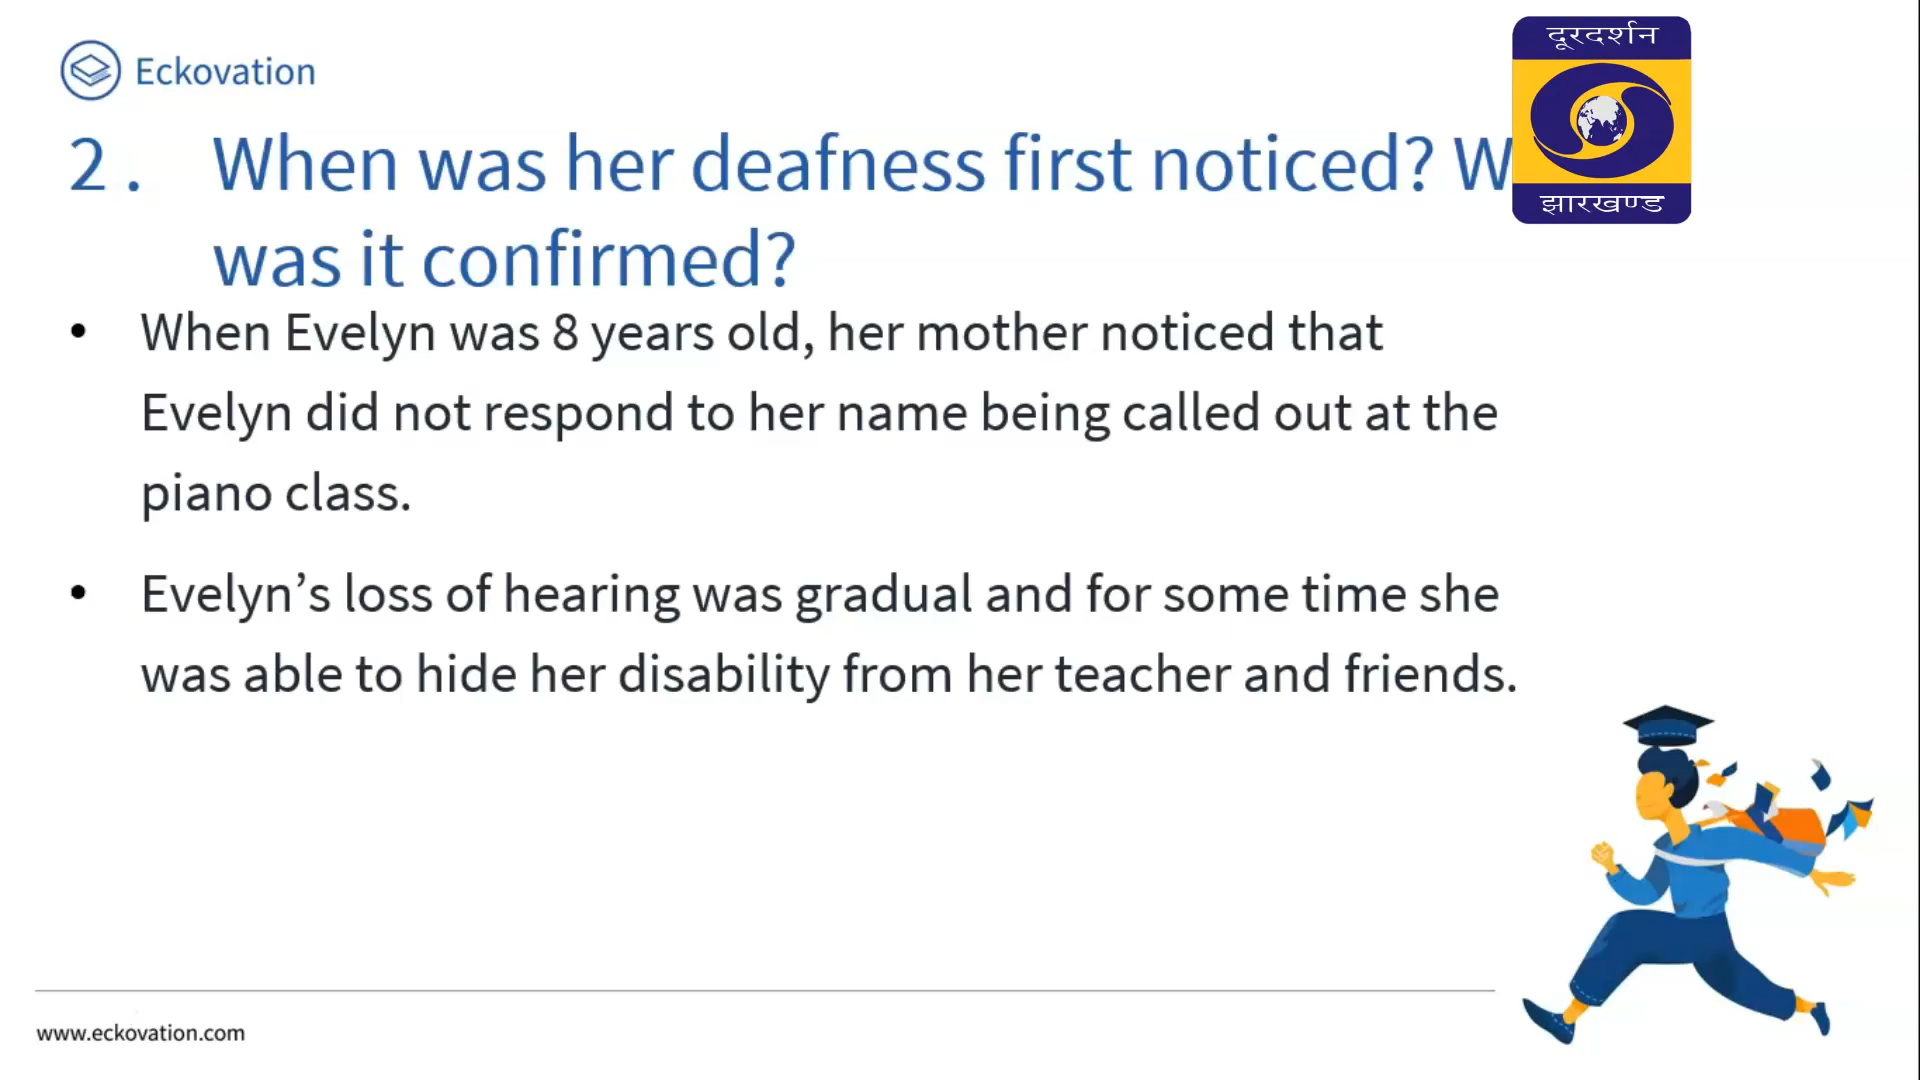 Eckovation
दूरदर्शन
2 . When was her deafness first noticed? W
was it confirmed?
झारखण्ड
• When Evelyn was 8 years old, her mother noticed that
Evelyn did not respond to her name being called out at the
piano class.
• Evelyn’s loss of hearing was gradual and for some time she
was able to hide her disability from her teacher and friends.
www.eckovation.com